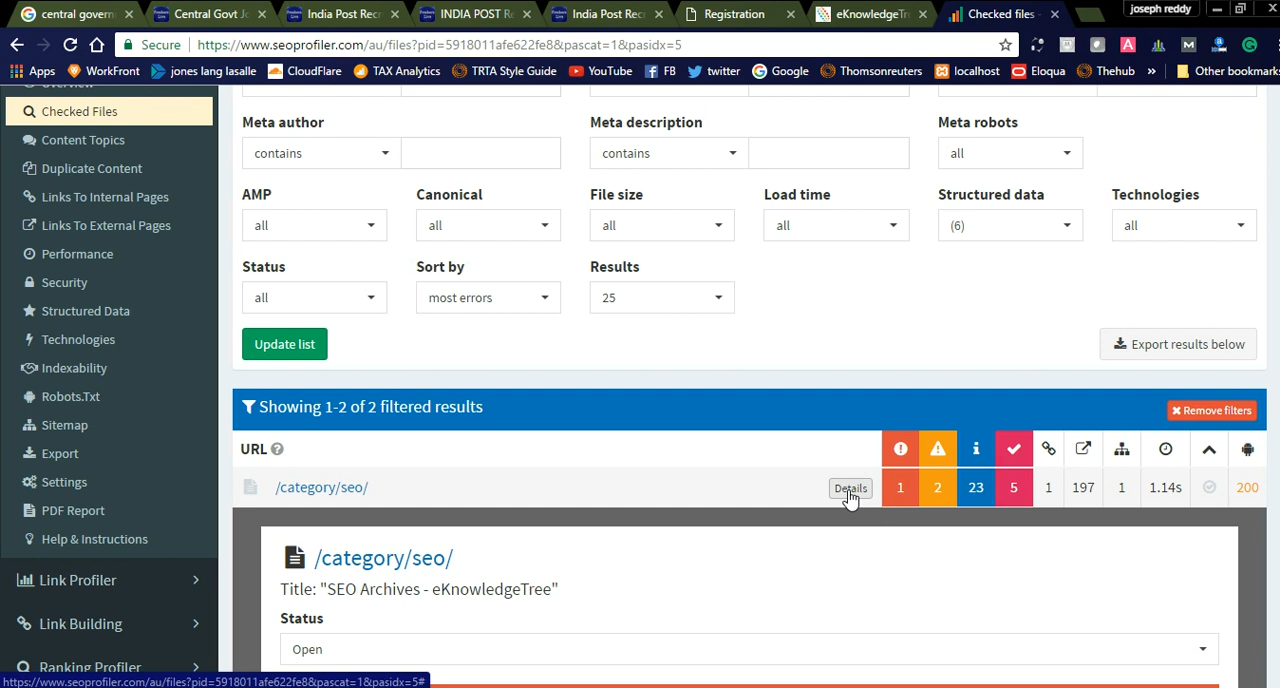 central govern
Central Govt J
India Post Rec
INDIA POST R
India Post Rec
Registration
eKnowledgeTr
Checked files -
joseph reddy
Secure
https://www.seoprofiler.com/au/files?pid=5918011afe622fe8&pascat=1&pasidx=5
Apps
WorkFront
jones lang lasalle
CloudFlare
TAX Analytics
TRTA Style Guide
YouTube
FB
twitter
Google
Thomsonreuters
localhost
Eloqua
Thehub
»
Other bookmarks
Overview
Checked Files
Content Topics
Duplicate Content
Links To Internal Pages
Links To External Pages
Performance
Security
Structured Data
Technologies
Indexability
Robots.Txt
Sitemap
Export
Settings
PDF Report
Help & Instructions
Link Profiler
Link Building
Ranking Profiler
Meta author
Meta description
Meta robots
contains
contains
all
AMP
Canonical
File size
Load time
Structured data
Technologies
all
all
all
all
(6)
all
Status
Sort by
Results
all
most errors
25
Update list
Export results below
Showing 1-2 of 2 filtered results
Remove filters
URL
/category/seo/
Details
1
2
23
5
1
197
1
1.14s
200
/category/seo/
Title: "SEO Archives - eKnowledgeTree"
Status
Open
https://www.seoprofiler.com/au/files?pid=5918011afe622fe8&pascat=1&pasidx=5#